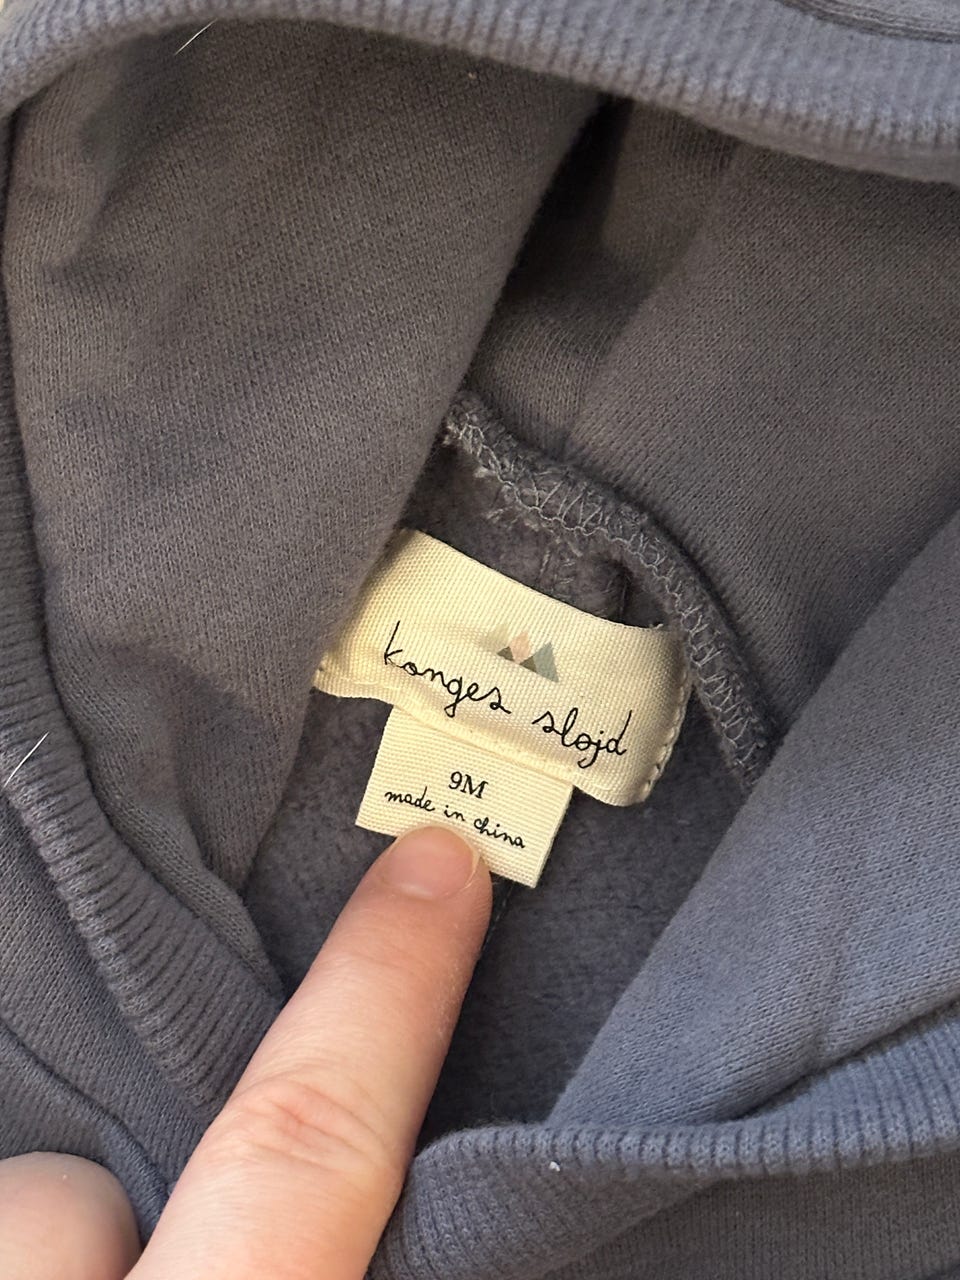 konges sløjd
9M
made in china